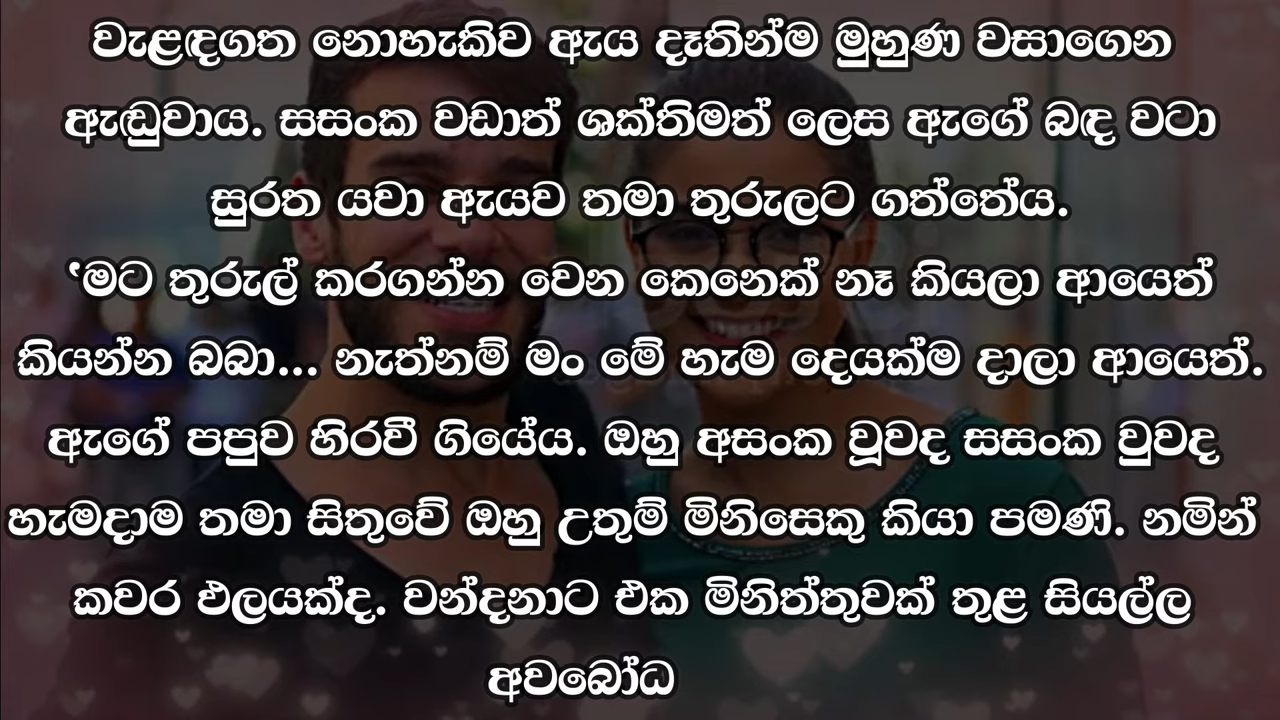 වැළඳගත නොහැකිව ඇය දෑතින්ම මුහුණ වසාගෙන
ඇඬුවාය. සසංක වඩාත් ශක්තිමත් ලෙස ඇගේ බඳ වටා
සුරත යවා ඇයව තමා තුරුලට ගත්තේය.
‛මට තුරුල් කරගන්න වෙන කෙනෙක් නෑ කියලා ආයෙත්
කියන්න බබා... නැත්නම් මං මේ හැම දෙයක්ම දාලා ආයෙත්.
ඇගේ පපුව හිරවී ගියේය. ඔහු අසංක වූවද සසංක වුවද
හැමදාම තමා සිතුවේ ඔහු උතුම් මිනිසෙකු කියා පමණි. නමින්
කවර ඵලයක්ද. වන්දනාට එක මිනිත්තුවක් තුළ සියල්ල
අවබෝධ